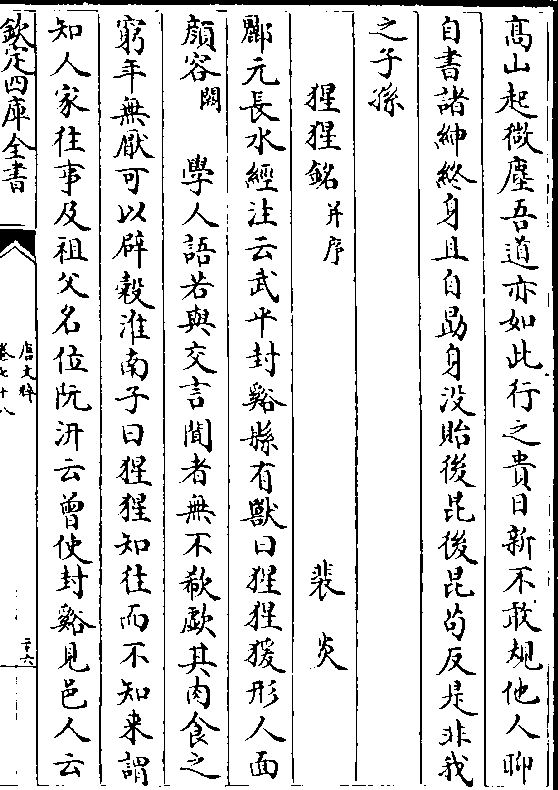 髙山起微塵吾道亦如此行之貴日新不敢規他人聊
自書諸紳終身且自勗身没貽後昆後昆茍反是非我
之子孫
猩猩銘并序　裴炎
酈元長水經注云武平封谿縣有獸曰猩猩猨形人面
顔容闕學人語若與交言聞者無不欷歔其肉食之
窮年無厭可以辟穀淮南子曰猩猩知往而不知来謂
知人家往事及祖父名位阮汧云曾使封谿見邑人云
欽定四庫全書
唐文粹
卷七十八
二十六